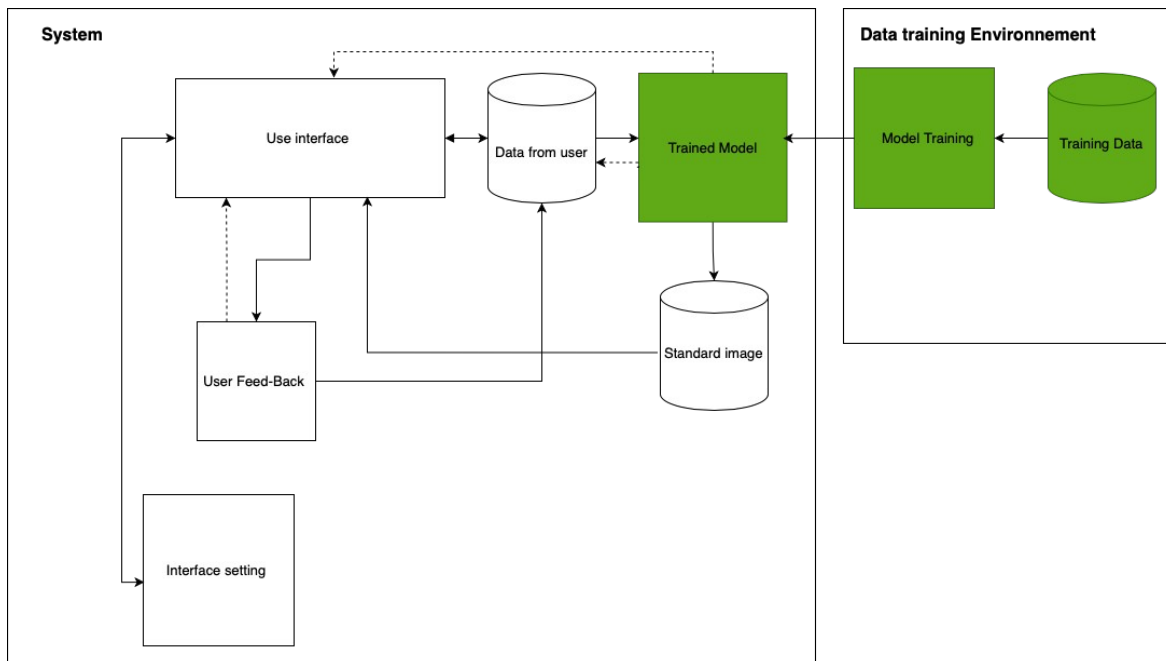 System
Data training Environnement
Use interface
Data from user
Trained Model
Model Training
Training Data
Standard image
User Feed-Back
Interface setting